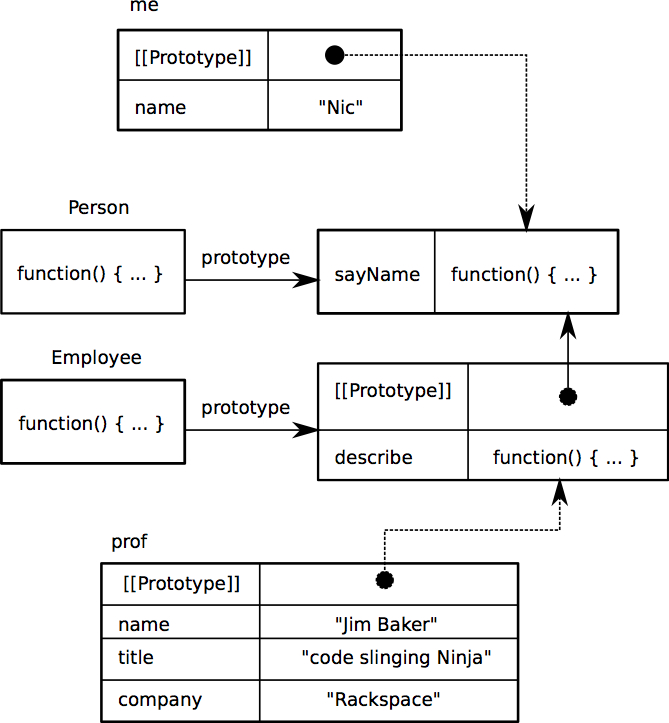 me
[[Prototype]]
name "Nic"
Person
function() { ... }
prototype
sayName function() { ... }
Employee
function() { ... }
prototype
[[Prototype]]
describe function() { ... }
prof
[[Prototype]]
name "Jim Baker"
title "code slinging Ninja"
company "Rackspace"